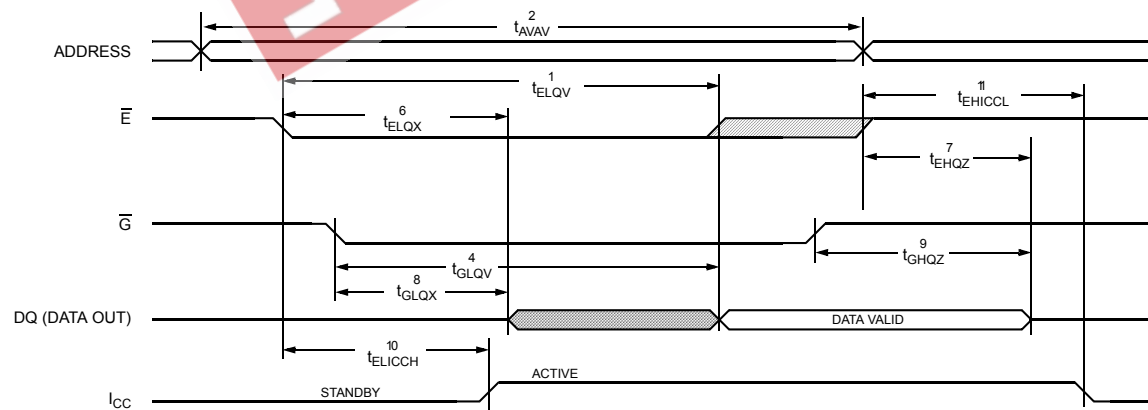 2
tAVAV
ADDRESS
1
tELQV
11
tEHICCL
E
6
tELQX
7
tEHQZ
G
9
tGHQZ
4
tGLQV
8
tGLQX
DQ (DATA OUT)
DATA VALID
10
tELICCH
ACTIVE
STANDBY
ICC